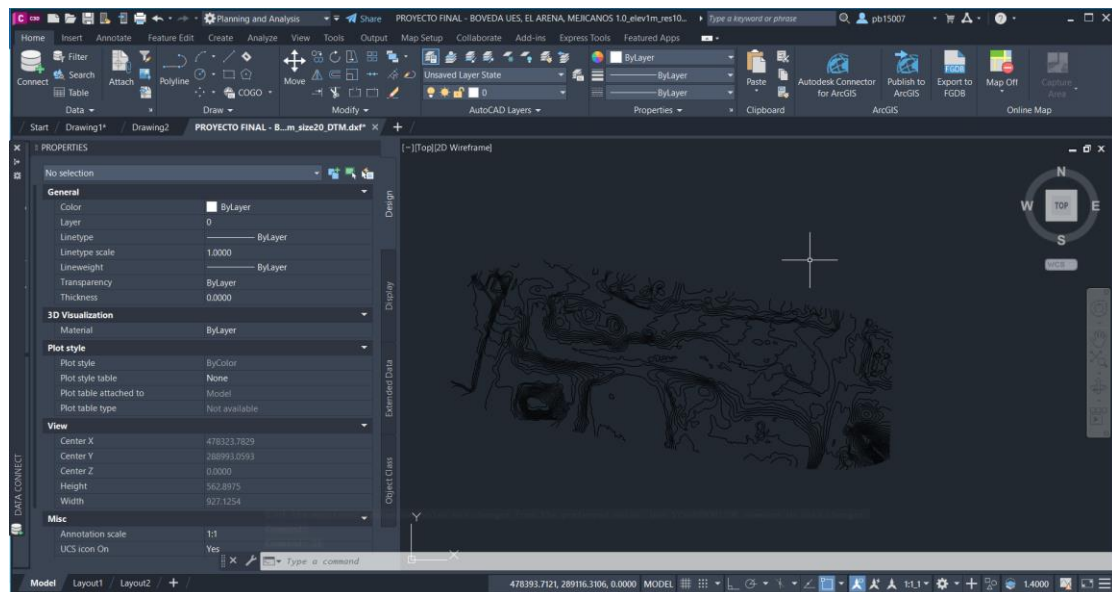 C C3D Planning and Analysis Share PROYECTO FINAL - BOVEDA UES, EL ARENA, MEJICANOS 1.0_elev1m_res10... Type a keyword or phrase pb15007
Home Insert Annotate Feature Edit Create Analyze View Tools Output Map Setup Collaborate Add-ins Express Tools Featured Apps
Connect Filter Search Table Attach Polyline COGO Move Unsaved Layer State 0 ByLayer ByLayer ByLayer Paste Autodesk Connector for ArcGIS Publish to ArcGIS Export to FGDB Map Off Capture Area
Data Draw Modify AutoCAD Layers Properties Clipboard ArcGIS Online Map
Start Drawing1* Drawing2 PROYECTO FINAL - B...m_size20_DTM.dxf*
PROPERTIES [-][Top][2D Wireframe]
No selection
General
Color ByLayer
Layer 0
Linetype ByLayer
Linetype scale 1.0000
Lineweight ByLayer
Transparency ByLayer
Thickness 0.0000
3D Visualization
Material ByLayer
Plot style
Plot style ByColor
Plot style table None
Plot table attached to Model
Plot table type Not available
View
Center X 478323.7829
Center Y 288993.0593
Center Z 0.0000
Height 562.8975
Width 927.1254
Misc
Annotation scale 1:1
UCS icon On Yes
Design
Display
Extended Data
Object Class
DATA CONNECT
N
W TOP E
S
WCS
Y
X
Type a command
Model Layout1 Layout2 478393.7121, 289116.3106, 0.0000 MODEL 1:1.1 1.4000